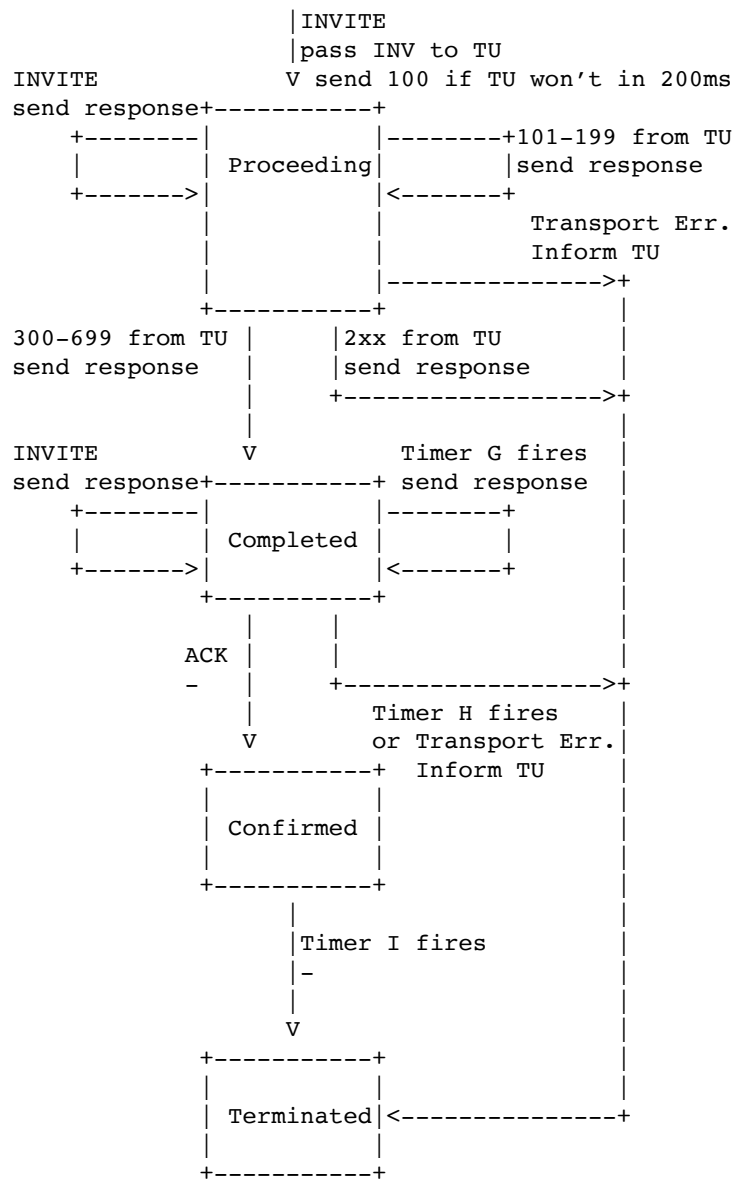 INVITE
pass INV to TU
INVITE
send 100 if TU won't in 200ms
send response
101-199 from TU
Proceeding
send response
Transport Err.
Inform TU
300-699 from TU
2xx from TU
send response
send response
INVITE
Timer G fires
send response
send response
Completed
ACK
-
Timer H fires
or Transport Err.
Inform TU
Confirmed
Timer I fires
-
Terminated